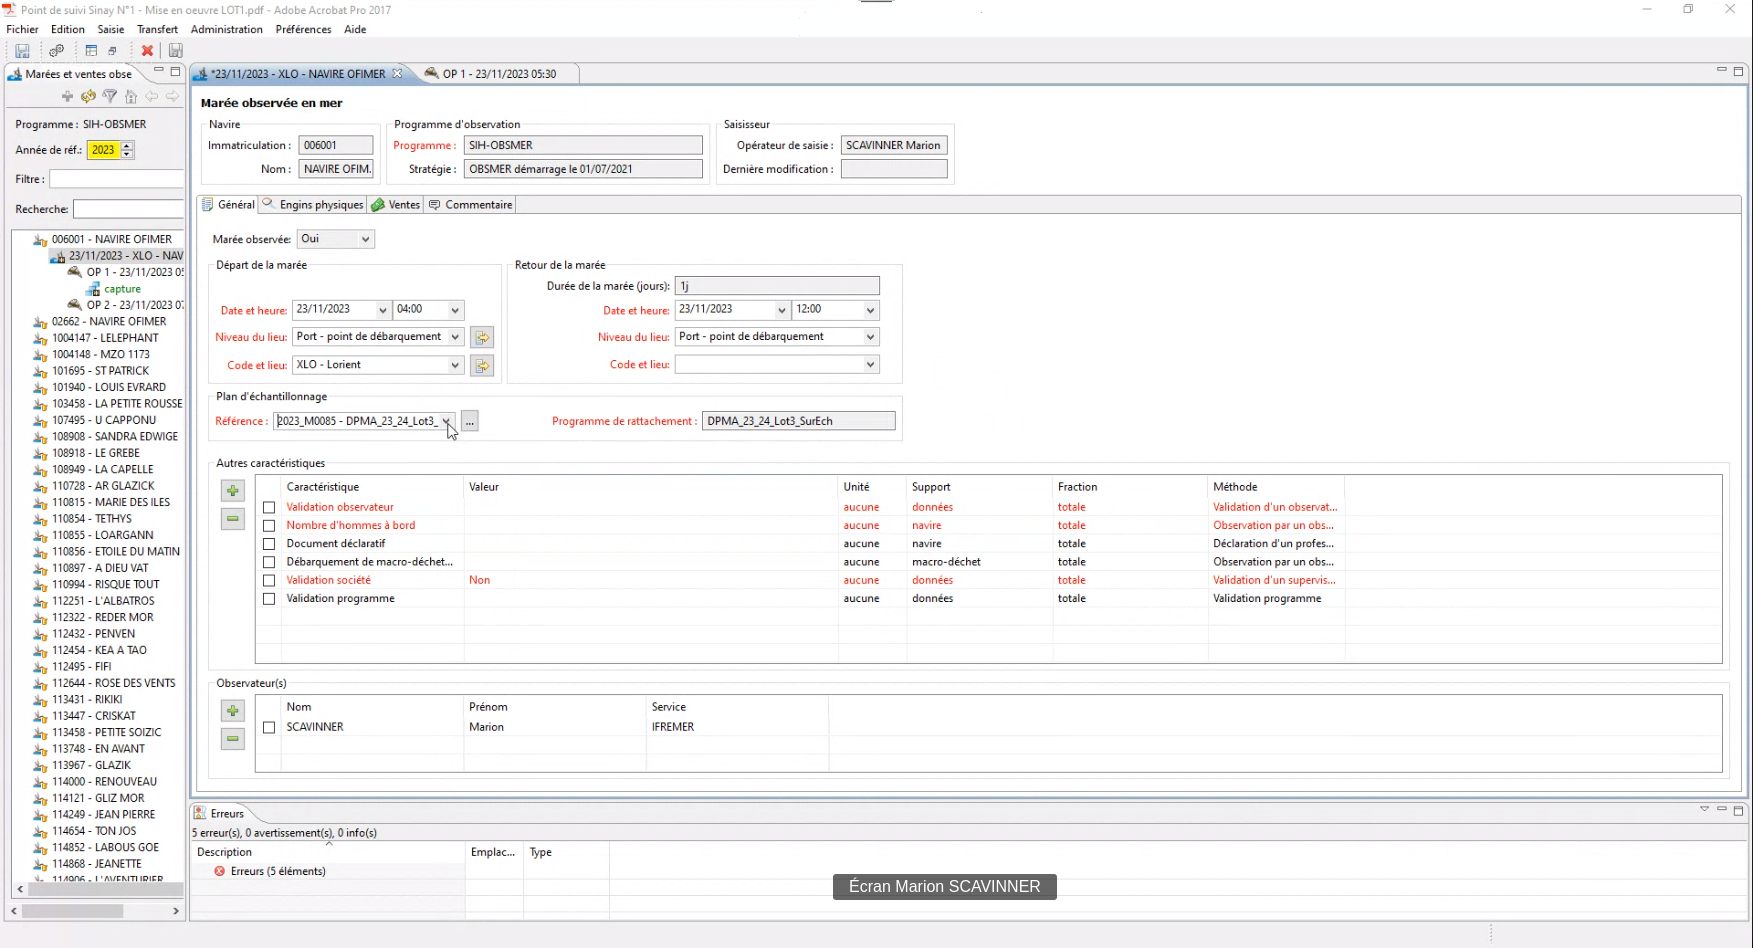 Point de suivi Sinay N°1 - Mise en oeuvre LOT1.pdf - Adobe Acrobat Pro 2017
Fichier Edition Saisie Transfert Administration Préférences Aide
Marées et ventes obse
Programme : SIH-OBSMER
Année de réf.: 2023
Filtre :
Recherche:
006001 - NAVIRE OFIMER
23/11/2023 - XLO - NAV
OP 1 - 23/11/2023 05
capture
OP 2 - 23/11/2023 07
02662 - NAVIRE OFIMER
1004147 - LELEPHANT
1004148 - MZO 1173
101695 - ST PATRICK
101940 - LOUIS EVRARD
103458 - LA PETITE ROUSSE
107495 - U CAPPONU
108908 - SANDRA EDWIGE
108918 - LE GREBE
108949 - LA CAPELLE
110728 - AR GLAZICK
110815 - MARIE DES ILES
110854 - TETHYS
110855 - LOARGANN
110856 - ETOILE DU MATIN
110897 - A DIEU VAT
110994 - RISQUE TOUT
112251 - L'ALBATROS
112322 - REDER MOR
112432 - PENVEN
112454 - KEA A TAO
112495 - FIFI
112644 - ROSE DES VENTS
113431 - RIKIKI
113447 - CRISKAT
113458 - PETITE SOIZIC
113748 - EN AVANT
113967 - GLAZIK
114000 - RENOUVEAU
114121 - GLIZ MOR
114249 - JEAN PIERRE
114654 - TON JOS
114852 - LABOUS GOE
114868 - JEANETTE
114906 - L'AVENTURIER
*23/11/2023 - XLO - NAVIRE OFIMER
OP 1 - 23/11/2023 05:30
Marée observée en mer
Navire
Immatriculation : 006001
Nom : NAVIRE OFIM.
Programme d'observation
Programme : SIH-OBSMER
Stratégie : OBSMER démarrage le 01/07/2021
Saisisseur
Opérateur de saisie : SCAVINNER Marion
Dernière modification :
Général Engins physiques Ventes Commentaire
Marée observée: Oui
Départ de la marée
Date et heure: 23/11/2023 04:00
Niveau du lieu: Port - point de débarquement
Code et lieu: XLO - Lorient
Retour de la marée
Durée de la marée (jours): 1j
Date et heure: 23/11/2023 12:00
Niveau du lieu: Port - point de débarquement
Code et lieu:
Plan d'échantillonnage
Référence : 2023_M0085 - DPMA_23_24_Lot3_ ...
Programme de rattachement : DPMA_23_24_Lot3_SurEch
Autres caractéristiques
Caractéristique Valeur Unité Support Fraction Méthode
Validation observateur aucune données totale Validation d'un observat...
Nombre d'hommes à bord aucune navire totale Observation par un obs...
Document déclaratif aucune navire totale Déclaration d'un profes...
Débarquement de macro-déchet... aucune macro-déchet totale Observation par un obs...
Validation société Non aucune données totale Validation d'un supervis...
Validation programme aucune données totale Validation programme
Observateur(s)
Nom Prénom Service
SCAVINNER Marion IFREMER
Erreurs
5 erreur(s), 0 avertissement(s), 0 info(s)
Description Emplac... Type
Erreurs (5 éléments)
Écran Marion SCAVINNER